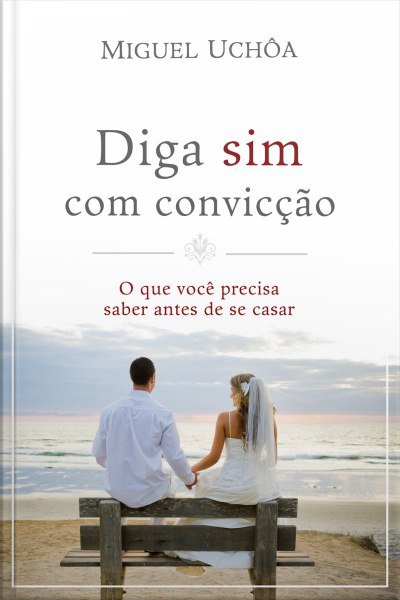 Miguel Uchôa
Diga sim
com convicção
O que você precisa
saber antes de se casar